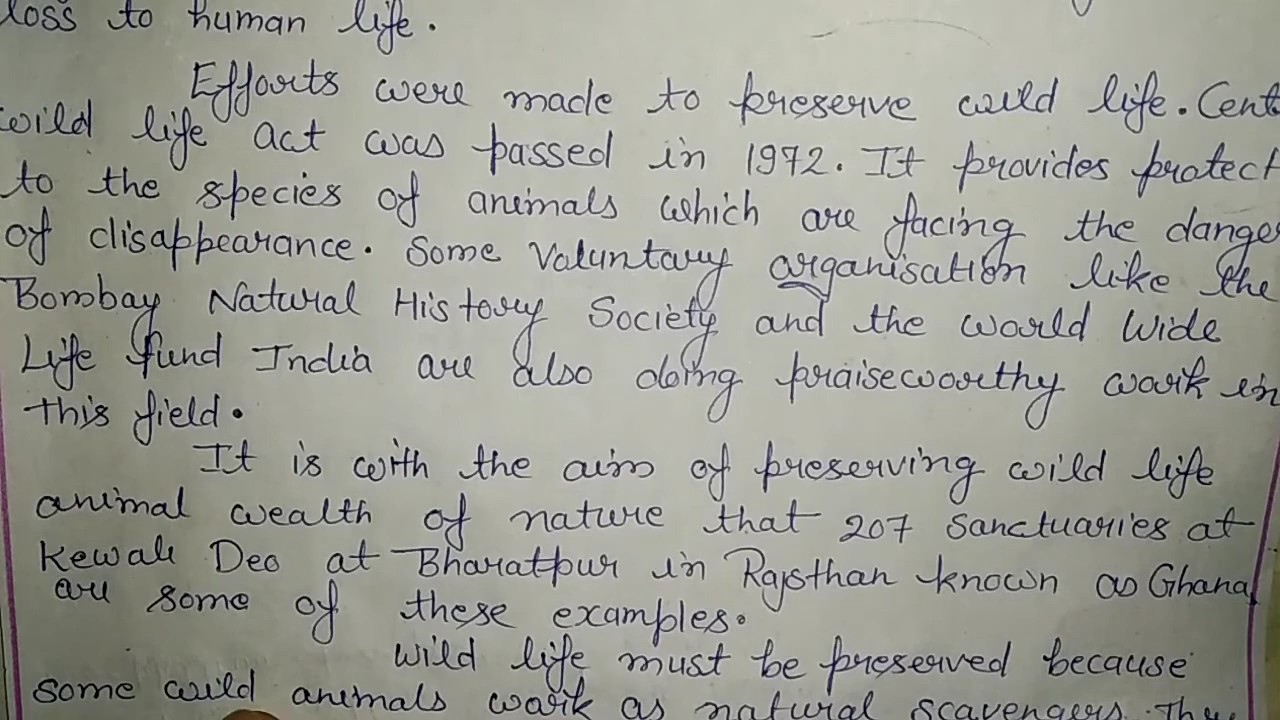 loss to human life.
Efforts were made to preserve wild life. Cent
wild life act was passed in 1972. It provides protect
to the species of animals which are facing the dange
of disappearance. Some Voluntary organisation like the
Bombay Natural History Society and the world Wide
Life fund India are also doing praiseworthy work in
this field.
It is with the aim of preserving wild life
animal wealth of nature that 207 Sanctuaries at
Kewali Deo at Bharatpur in Rajsthan known as Ghana
are some of these examples.
Wild life must be preserved because
some wild animals work as natural scavengers. They